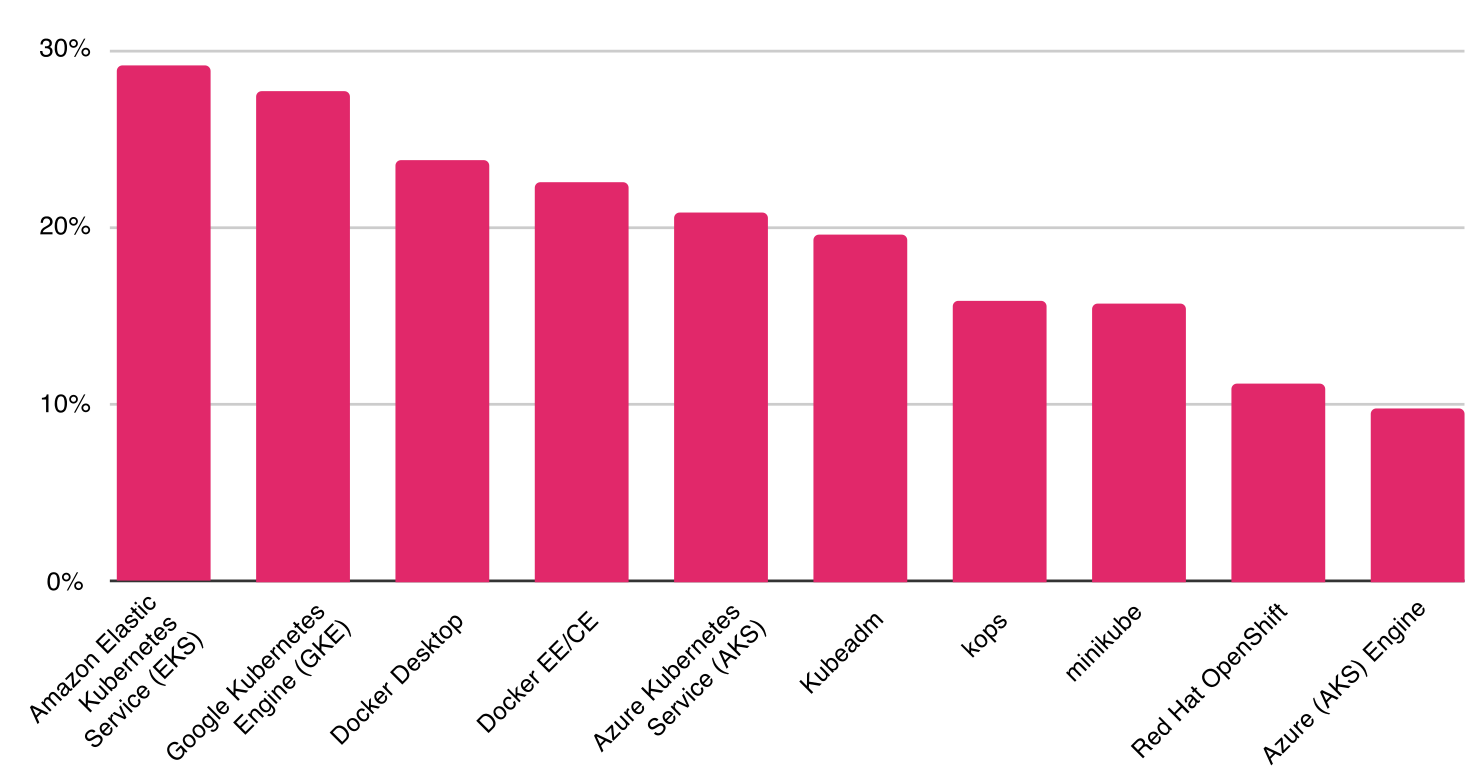 30%
20%
10%
0%
Amazon Elastic
Kubernetes
Service (EKS)
Google Kubernetes
Engine (GKE)
Docker Desktop
Docker EE/CE
Azure Kubernetes
Service (AKS)
Kubeadm
kops
minikube
Red Hat OpenShift
Azure (AKS) Engine